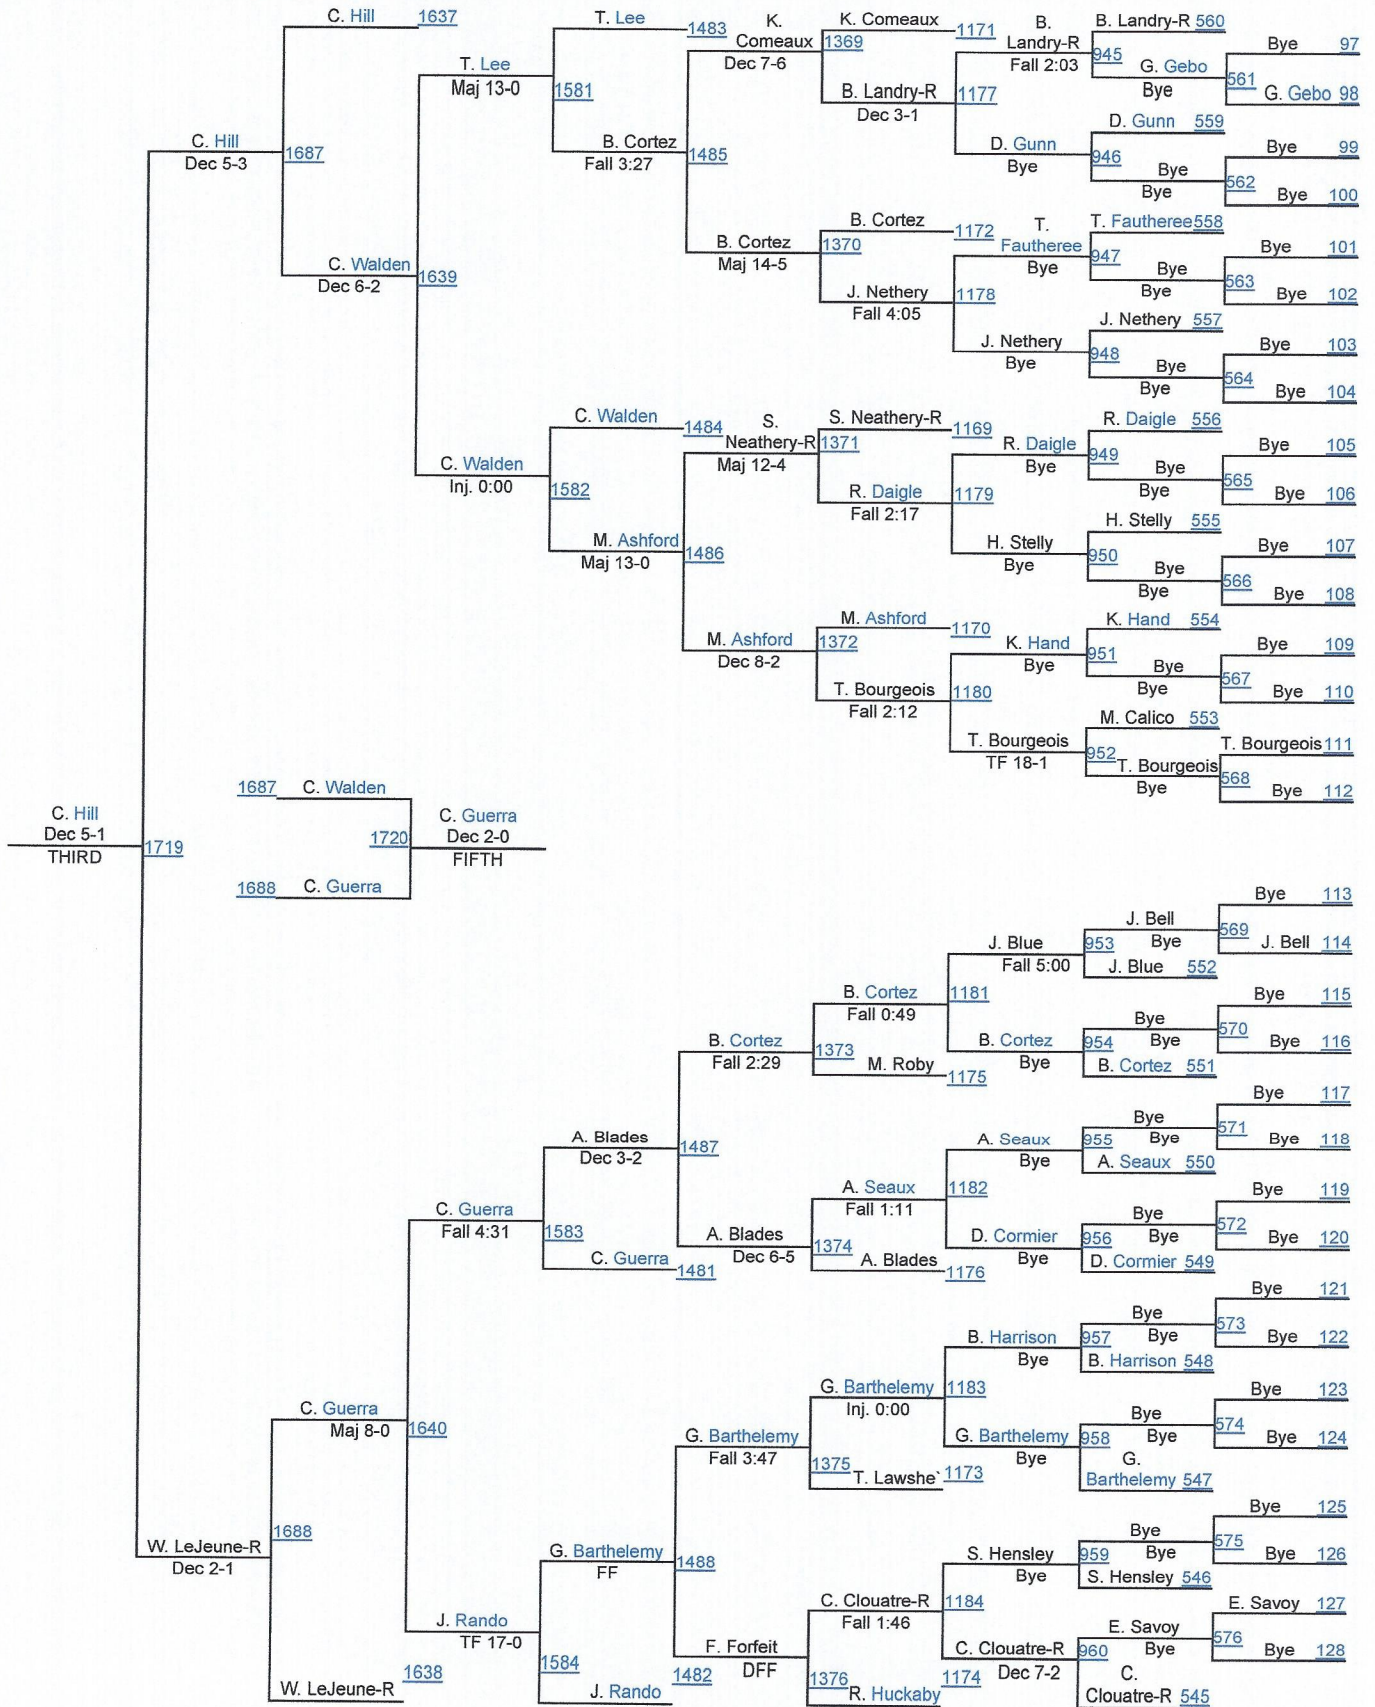 C. Hill 1637
T. Lee 1483
K. Comeaux
Dec 7-6
K. Comeaux 1171
1369
B. Landry-R
Fall 2:03
B. Landry-R 560
945
G. Gebo
Bye
Bye 97
561
G. Gebo 98
T. Lee
Maj 13-0
1581
B. Landry-R
Dec 3-1
1177
D. Gunn 559
C. Hill
Dec 5-3
1687
B. Cortez
Fall 3:27
1485
D. Gunn
Bye
946
Bye
Bye
Bye 99
562
Bye 100
B. Cortez
Maj 14-5
B. Cortez 1172
1370
T. Fautheree
Bye
T. Fautheree 558
947
Bye
Bye
Bye 101
563
Bye 102
C. Walden
Dec 6-2
1639
J. Nethery
Fall 4:05
1178
J. Nethery 557
J. Nethery
Bye
948
Bye
Bye
Bye 103
564
Bye 104
C. Walden 1484
S. Neathery-R
Maj 12-4
S. Neathery-R 1169
1371
R. Daigle
Bye
R. Daigle 556
949
Bye
Bye
Bye 105
565
Bye 106
C. Walden
Inj. 0:00
1582
R. Daigle
Fall 2:17
1179
H. Stelly 555
H. Stelly
Bye
950
Bye
Bye
Bye 107
566
Bye 108
M. Ashford
Maj 13-0
1486
M. Ashford
Dec 8-2
M. Ashford 1170
1372
K. Hand
Bye
K. Hand 554
951
Bye
Bye
Bye 109
567
Bye 110
T. Bourgeois
Fall 2:12
1180
M. Calico 553
T. Bourgeois
TF 18-1
952
T. Bourgeois
Bye
T. Bourgeois 111
568
Bye 112
C. Hill
Dec 5-1
THIRD
1719
1687 C. Walden
1720
C. Guerra
Dec 2-0
FIFTH
1688 C. Guerra
J. Blue
Fall 5:00
953
J. Bell
Bye
J. Blue 552
Bye 113
569
J. Bell 114
B. Cortez
Fall 0:49
1181
B. Cortez
Fall 2:29
1373
M. Roby 1175
B. Cortez
Bye
954
Bye
Bye
B. Cortez 551
Bye 115
570
Bye 116
A. Blades
Dec 3-2
1487
A. Seaux
Bye
955
Bye
Bye
A. Seaux 550
Bye 117
571
Bye 118
C. Guerra
Fall 4:31
1583
C. Guerra 1481
A. Seaux
Fall 1:11
1182
A. Blades
Dec 6-5
1374
A. Blades 1176
D. Cormier
Bye
956
Bye
Bye
D. Cormier 549
Bye 119
572
Bye 120
B. Harrison
Bye
957
Bye
Bye
B. Harrison 548
Bye 121
573
Bye 122
C. Guerra
Maj 8-0
1640
G. Barthelemy
Fall 3:47
G. Barthelemy
Inj. 0:00
1183
1375
T. Lawshe` 1173
G. Barthelemy
Bye
958
Bye
Bye
G. Barthelemy 547
Bye 123
574
Bye 124
W. LeJeune-R
Dec 2-1
1688
G. Barthelemy
FF
1488
S. Hensley
Bye
959
Bye
Bye
S. Hensley 546
Bye 125
575
Bye 126
J. Rando
TF 17-0
1584
J. Rando 1482
F. Forfeit
DFF
C. Clouatre-R
Fall 1:46
1184
1376
R. Huckaby 1174
C. Clouatre-R
Dec 7-2
960
E. Savoy
Bye
C. Clouatre-R 545
E. Savoy 127
576
Bye 128
W. LeJeune-R 1638